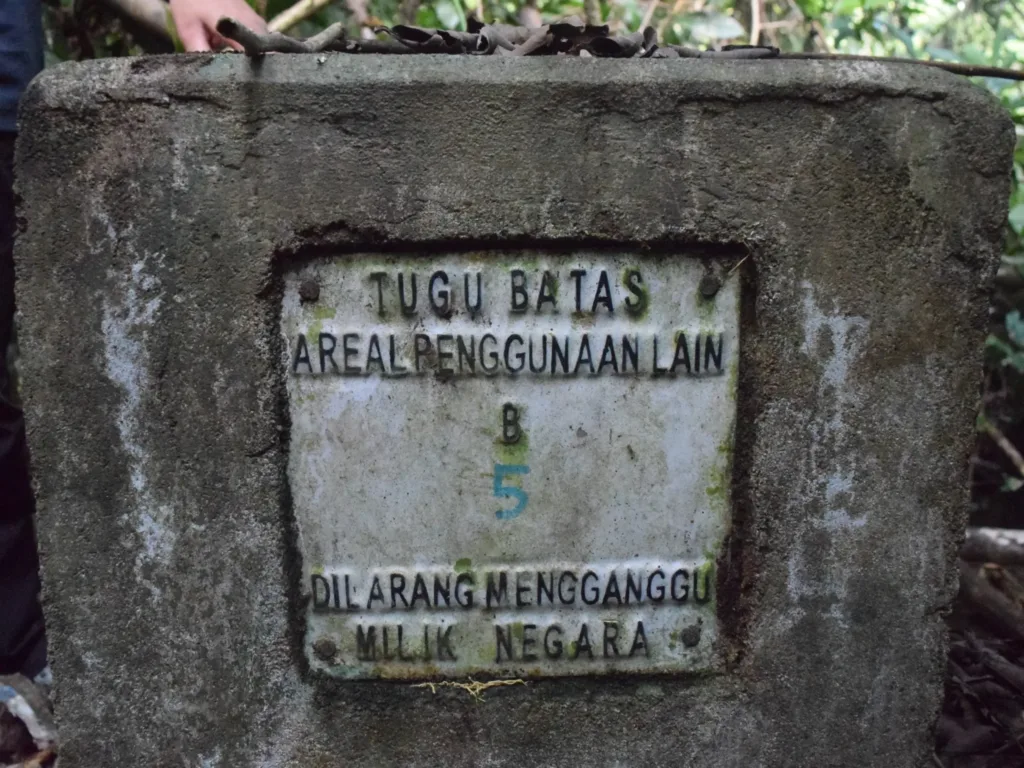 TUGU BATAS
AREAL PENGGUNAAN LAIN
B
5
DILARANG MENGGANGGU
MILIK NEGARA